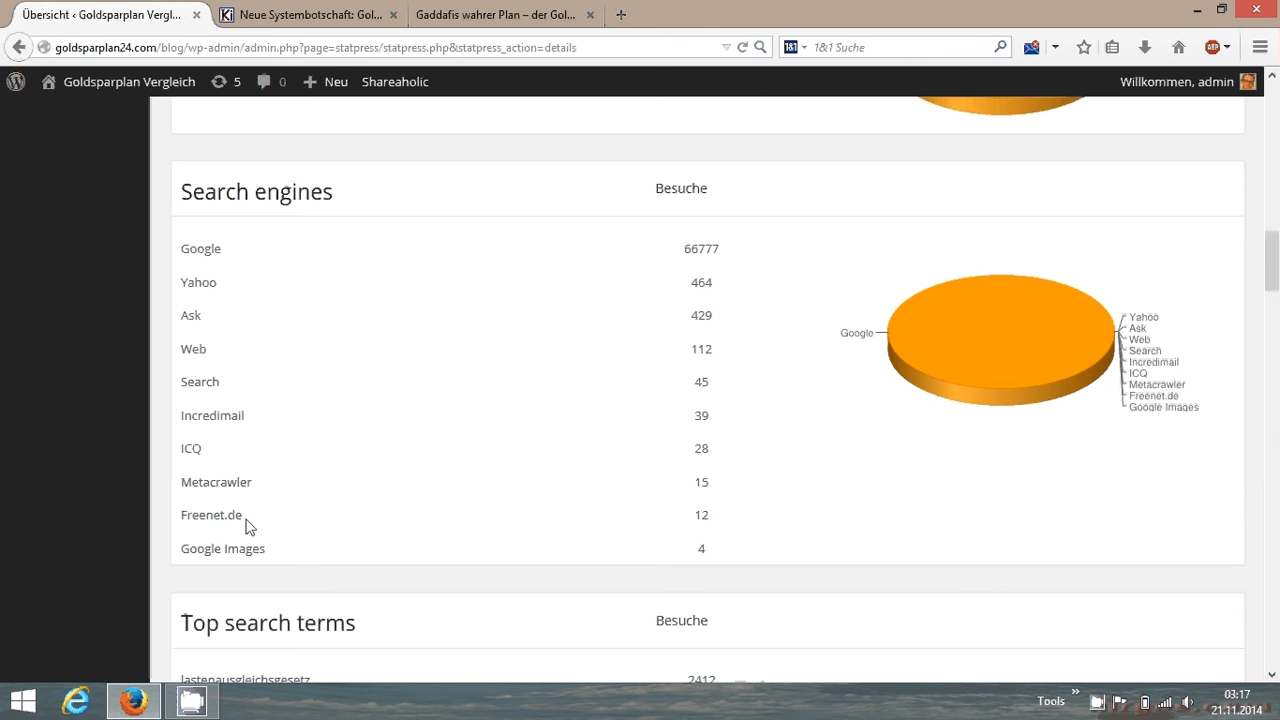 Übersicht ‹ Goldsparplan Vergl...
Neue Systembotschaft: Gol...
Gaddafis wahrer Plan – der Gol...
goldsparplan24.com/blog/wp-admin/admin.php?page=statpress/statpress.php&statpress_action=details
1&1
1&1 Suche
ABP
Goldsparplan Vergleich
5
0
Neu
Shareaholic
Willkommen, admin
Search engines
Besuche
Google 66777
Yahoo 464
Ask 429
Web 112
Search 45
Incredimail 39
ICQ 28
Metacrawler 15
Freenet.de 12
Google Images 4
Google
Yahoo
Ask
Web
Search
Incredimail
ICQ
Metacrawler
Freenet.de
Google Images
Top search terms
Besuche
lastenausgleichsgesetz 2412
Tools
03:17
21.11.2014